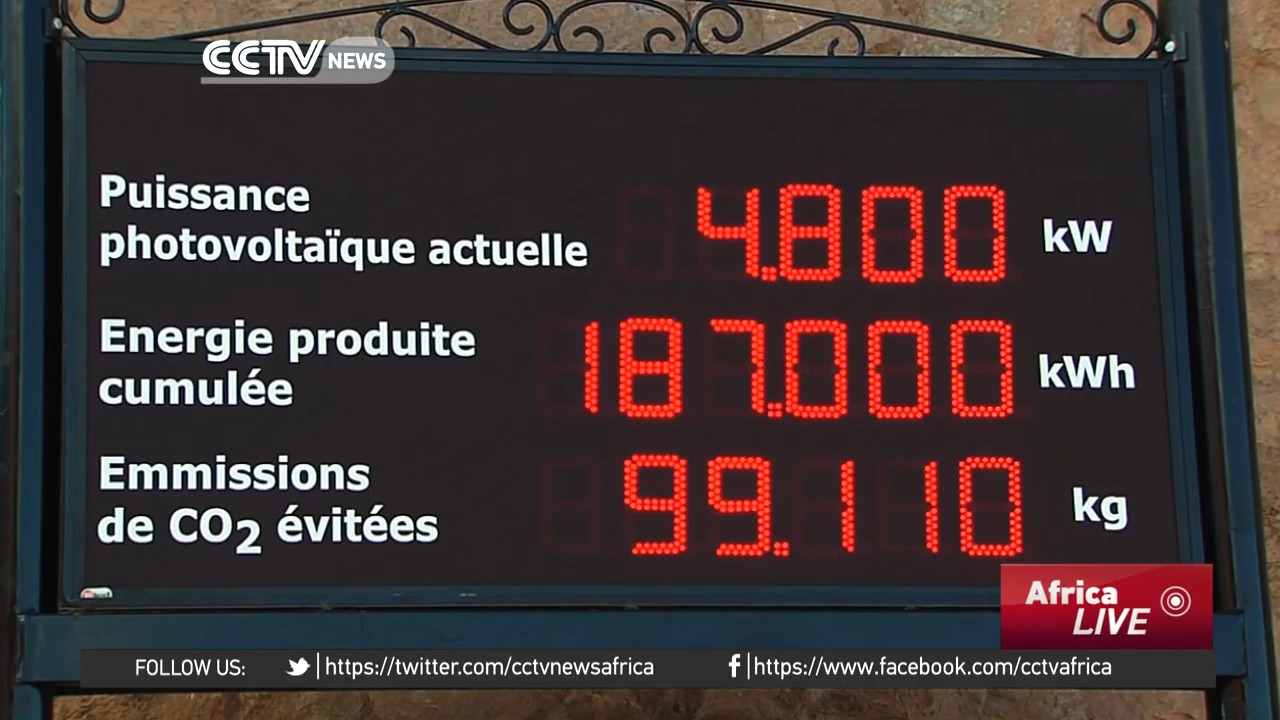 CCTV NEWS
Puissance
photovoltaïque actuelle
4.800 kW
Energie produite
cumulée
187.000 kWh
Emmissions
de CO2 évitées
99.110 kg
Africa
LIVE
FOLLOW US: https://twitter.com/cctvnewsafrica https://www.facebook.com/cctvafrica